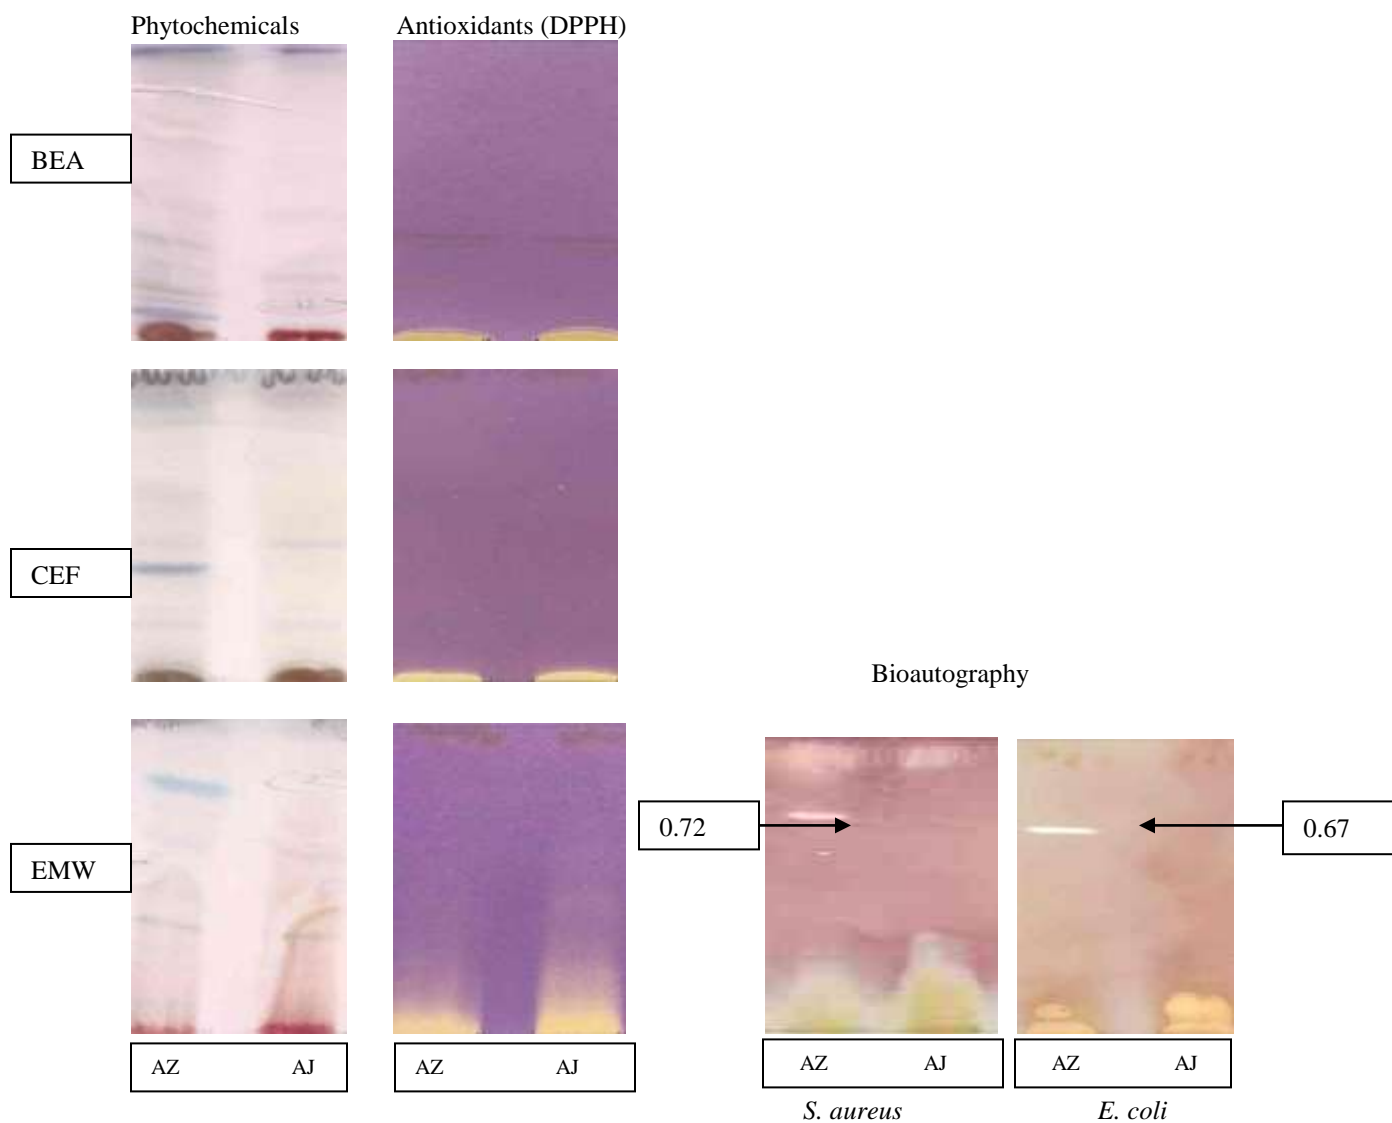 Phytochemicals
Antioxidants (DPPH)
BEA
CEF
Bioautography
EMW
0.72
0.67
AZ AJ
AZ AJ
AZ AJ
AZ AJ
S. aureus
E. coli